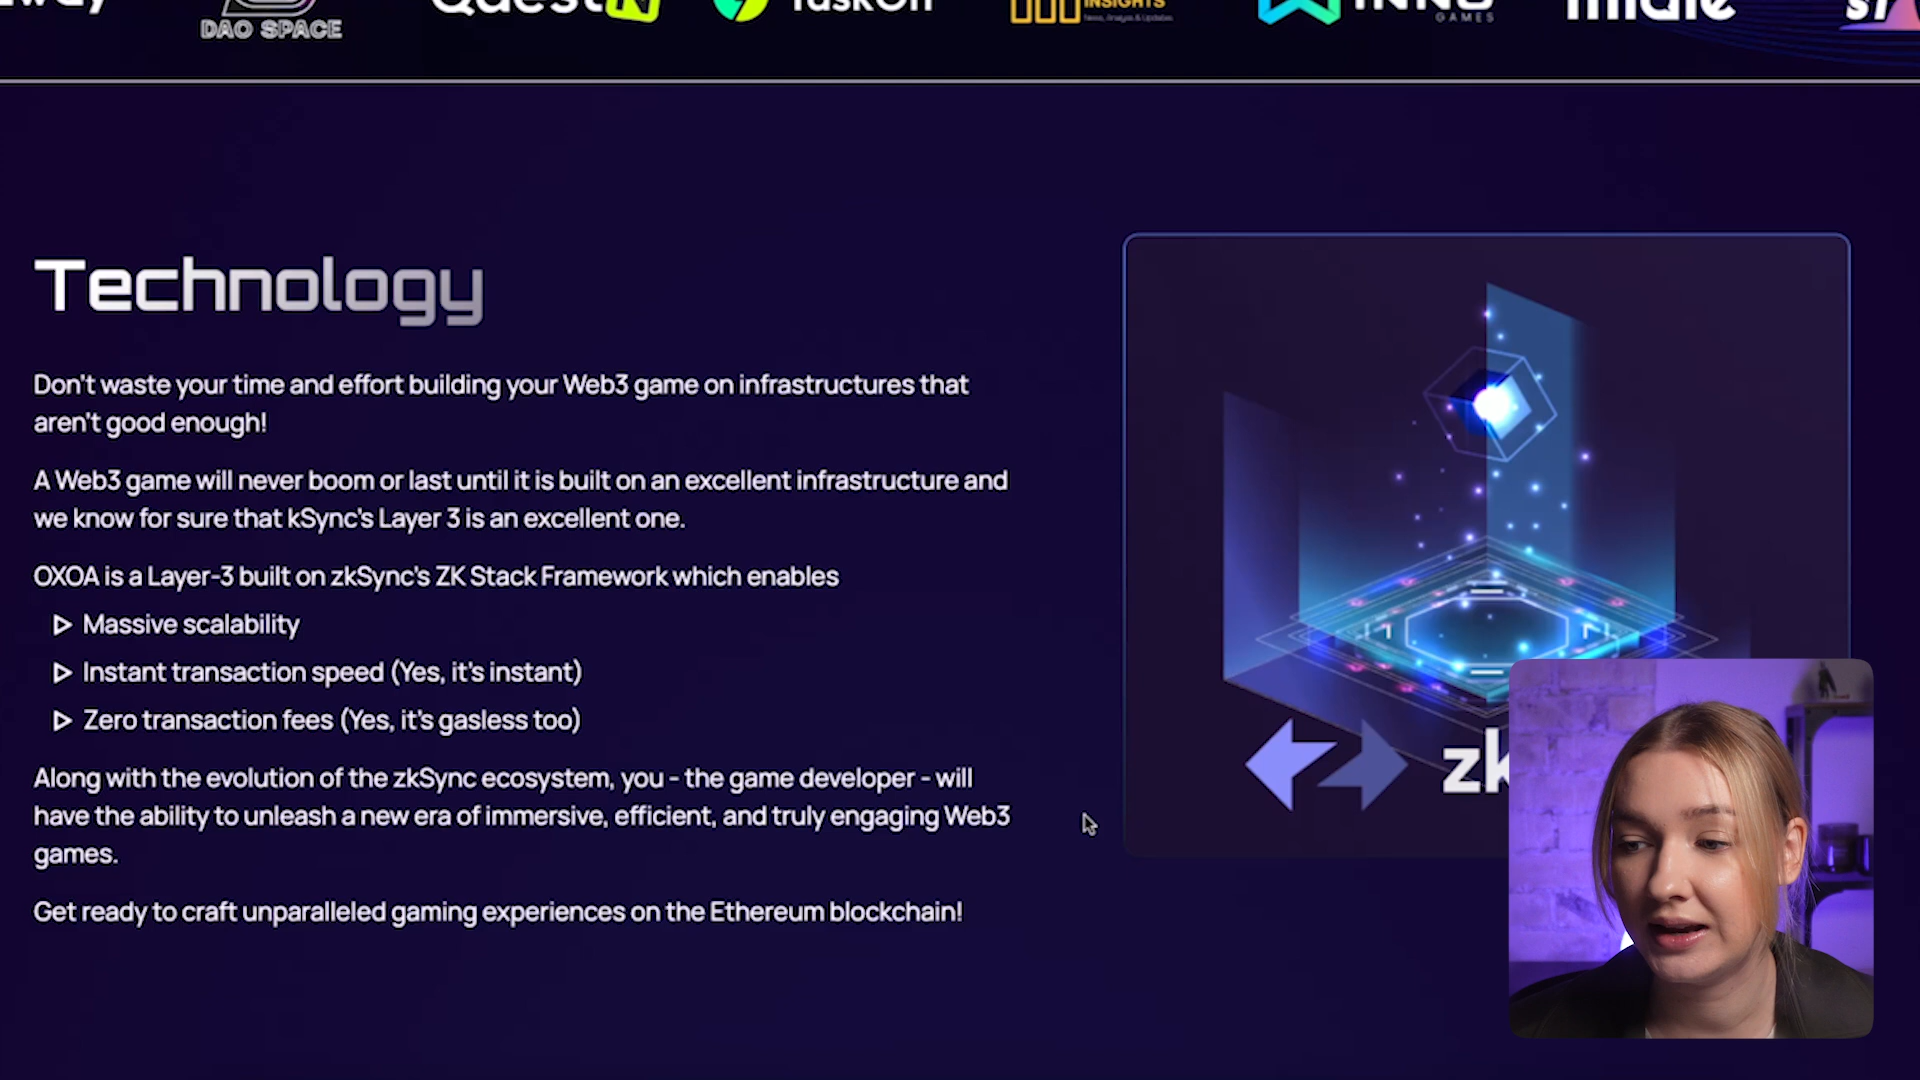 DAO SPACE
INSIGHTS
GAMES
Technology
Don't waste your time and effort building your Web3 game on infrastructures that
aren't good enough!
A Web3 game will never boom or last until it is built on an excellent infrastructure and
we know for sure that kSync's Layer 3 is an excellent one.
OXOA is a Layer-3 built on zkSync's ZK Stack Framework which enables
Massive scalability
Instant transaction speed (Yes, it's instant)
Zero transaction fees (Yes, it's gasless too)
Along with the evolution of the zkSync ecosystem, you - the game developer - will
have the ability to unleash a new era of immersive, efficient, and truly engaging Web3
games.
Get ready to craft unparalleled gaming experiences on the Ethereum blockchain!
zk